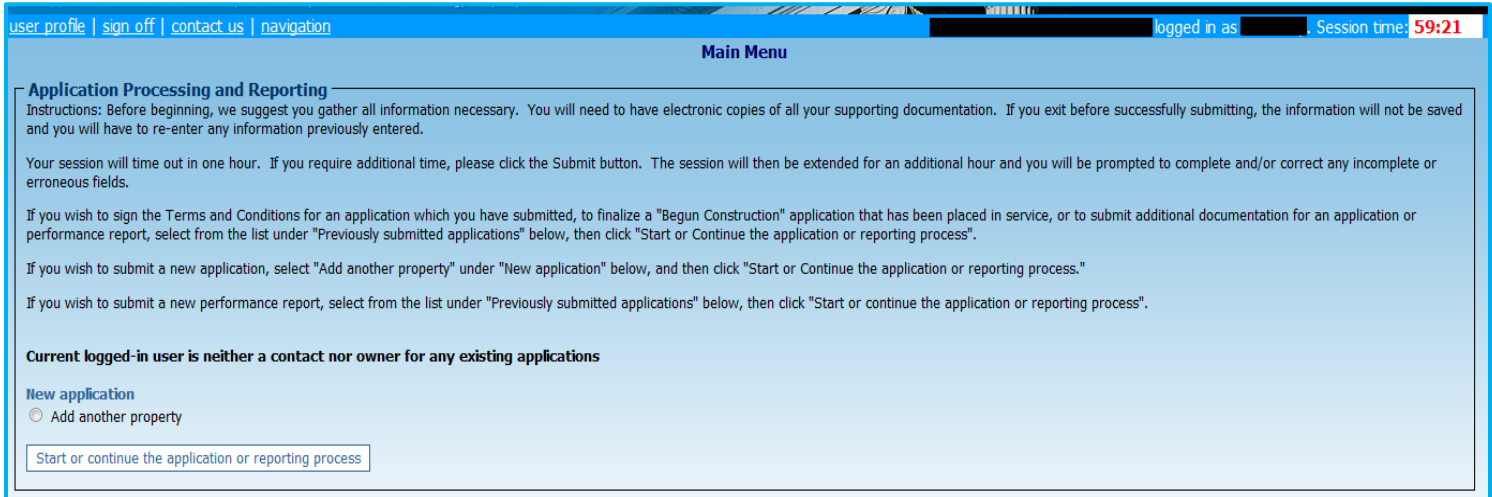 user profile | sign off | contact us | navigation
logged in as
. Session time: 59:21
Main Menu
Application Processing and Reporting
Instructions: Before beginning, we suggest you gather all information necessary. You will need to have electronic copies of all your supporting documentation. If you exit before successfully submitting, the information will not be saved
and you will have to re-enter any information previously entered.
Your session will time out in one hour. If you require additional time, please click the Submit button. The session will then be extended for an additional hour and you will be prompted to complete and/or correct any incomplete or
erroneous fields.
If you wish to sign the Terms and Conditions for an application which you have submitted, to finalize a "Begun Construction" application that has been placed in service, or to submit additional documentation for an application or
performance report, select from the list under "Previously submitted applications" below, then click "Start or Continue the application or reporting process".
If you wish to submit a new application, select "Add another property" under "New application" below, and then click "Start or Continue the application or reporting process."
If you wish to submit a new performance report, select from the list under "Previously submitted applications" below, then click "Start or continue the application or reporting process".
Current logged-in user is neither a contact nor owner for any existing applications
New application
Add another property
Start or continue the application or reporting process